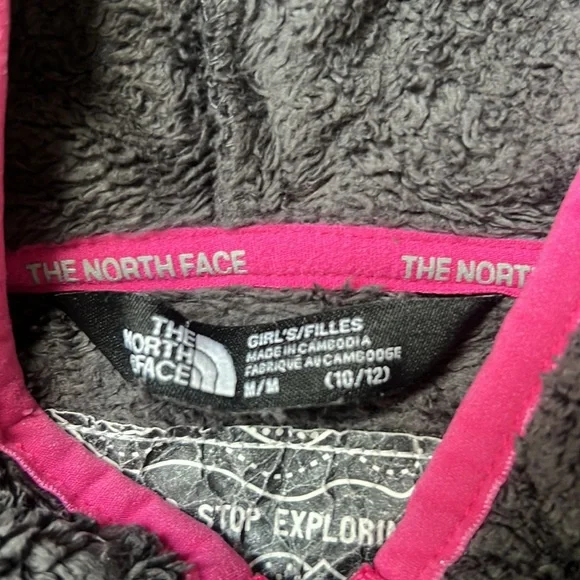 THE NORTH FACE
THE NORT
THE
NORTH
FACE
GIRL'S/FILLES
MADE IN CAMBODIA
FABRIQUÉ AU CAMBODGE
M/M (10/12)
STOP EXPLORIN